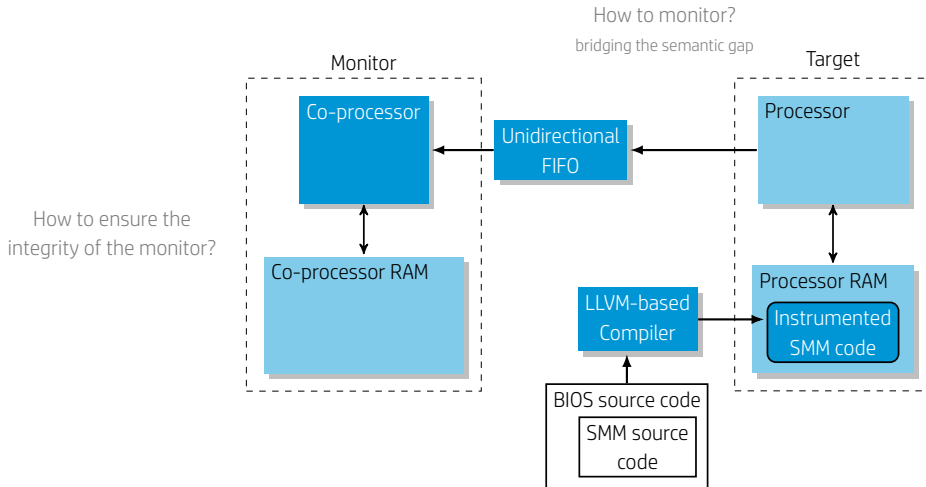 How to monitor?
bridging the semantic gap
Monitor
Target
Co-processor
Unidirectional
FIFO
Processor
How to ensure the
integrity of the monitor?
Co-processor RAM
Processor RAM
LLVM-based
Compiler
Instrumented
SMM code
BIOS source code
SMM source
code